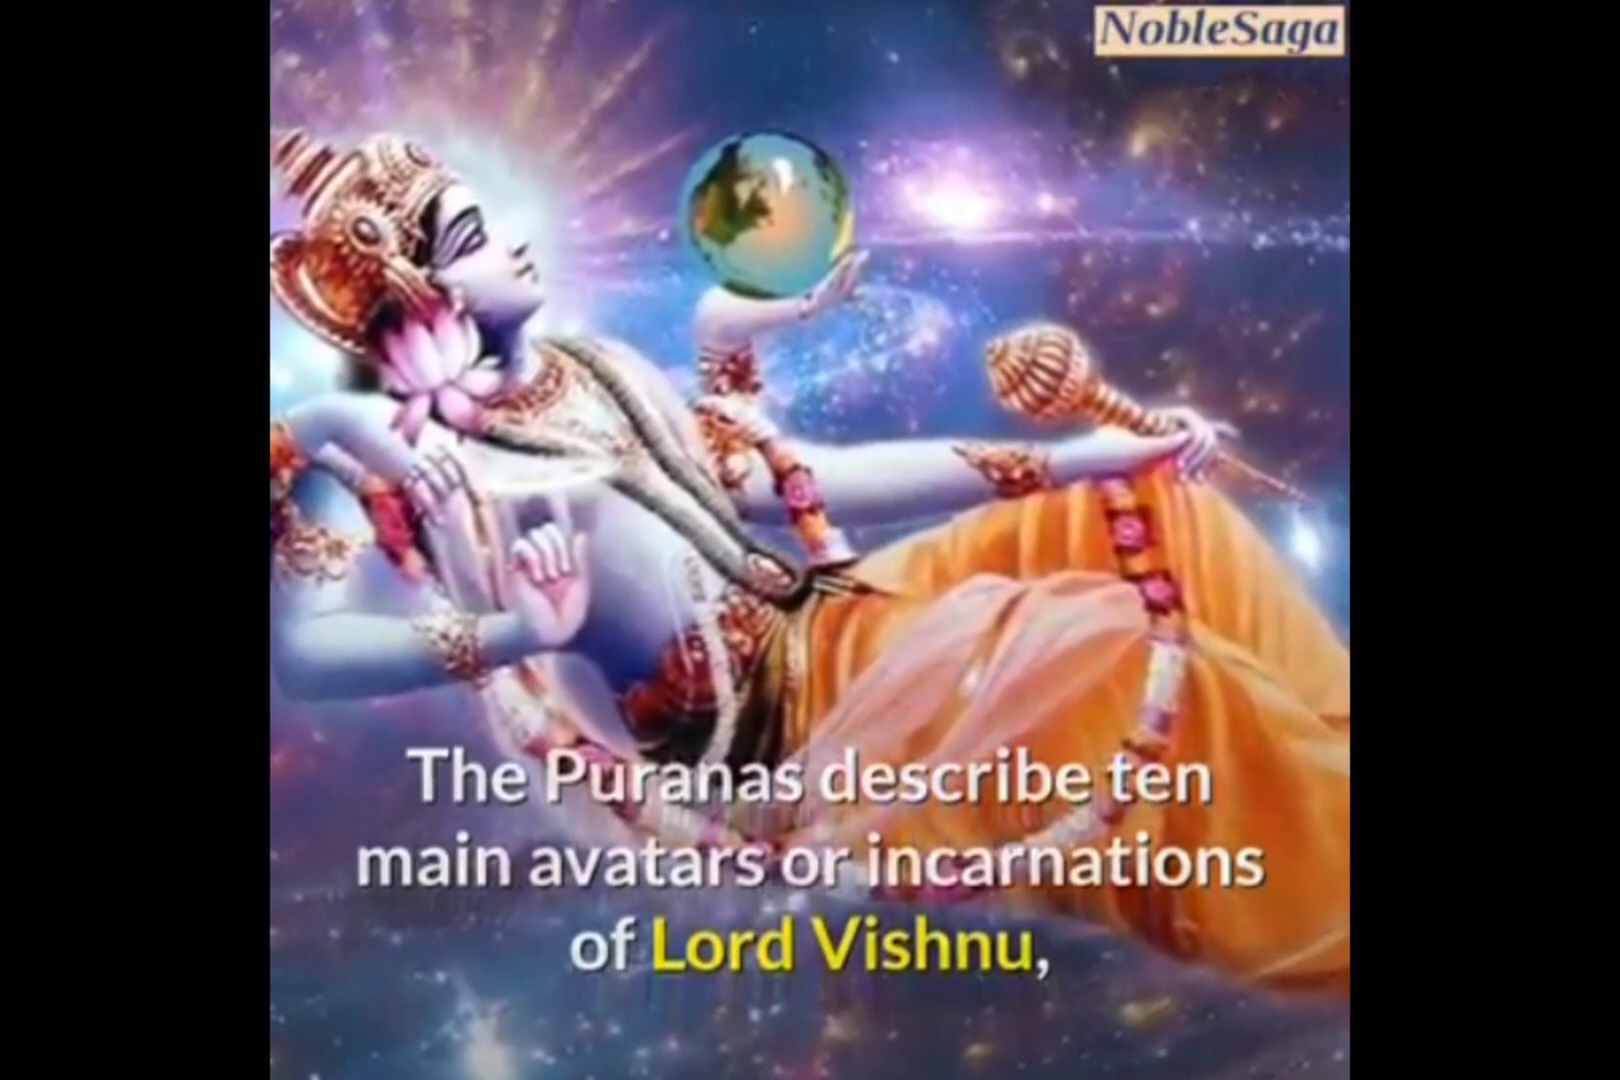 NobleSaga
The Puranas describe ten
main avatars or incarnations
of Lord Vishnu,